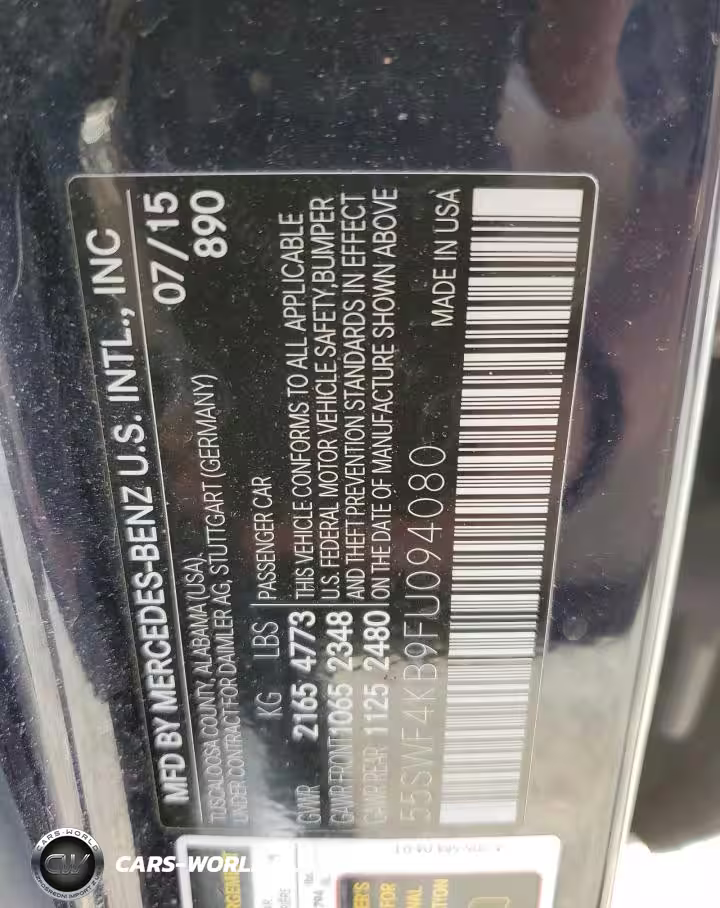 MFD BY MERCEDES-BENZ U.S. INTL., INC
TUSCALOOSA COUNTY, ALABAMA (USA),
UNDER CONTRACT FOR DAIMLER AG, STUTTGART (GERMANY)
07/15
890
KG LBS
GVWR 2165 4773
GAWR FRONT 1065 2348
GAWR REAR 1125 2480
PASSENGER CAR
THIS VEHICLE CONFORMS TO ALL APPLICABLE
U.S. FEDERAL MOTOR VEHICLE SAFETY, BUMPER
AND THEFT PREVENTION STANDARDS IN EFFECT
ON THE DATE OF MANUFACTURE SHOWN ABOVE
55SWF4KB9FU094080
MADE IN USA
CARS-WORLD
CW
CARS-WORL